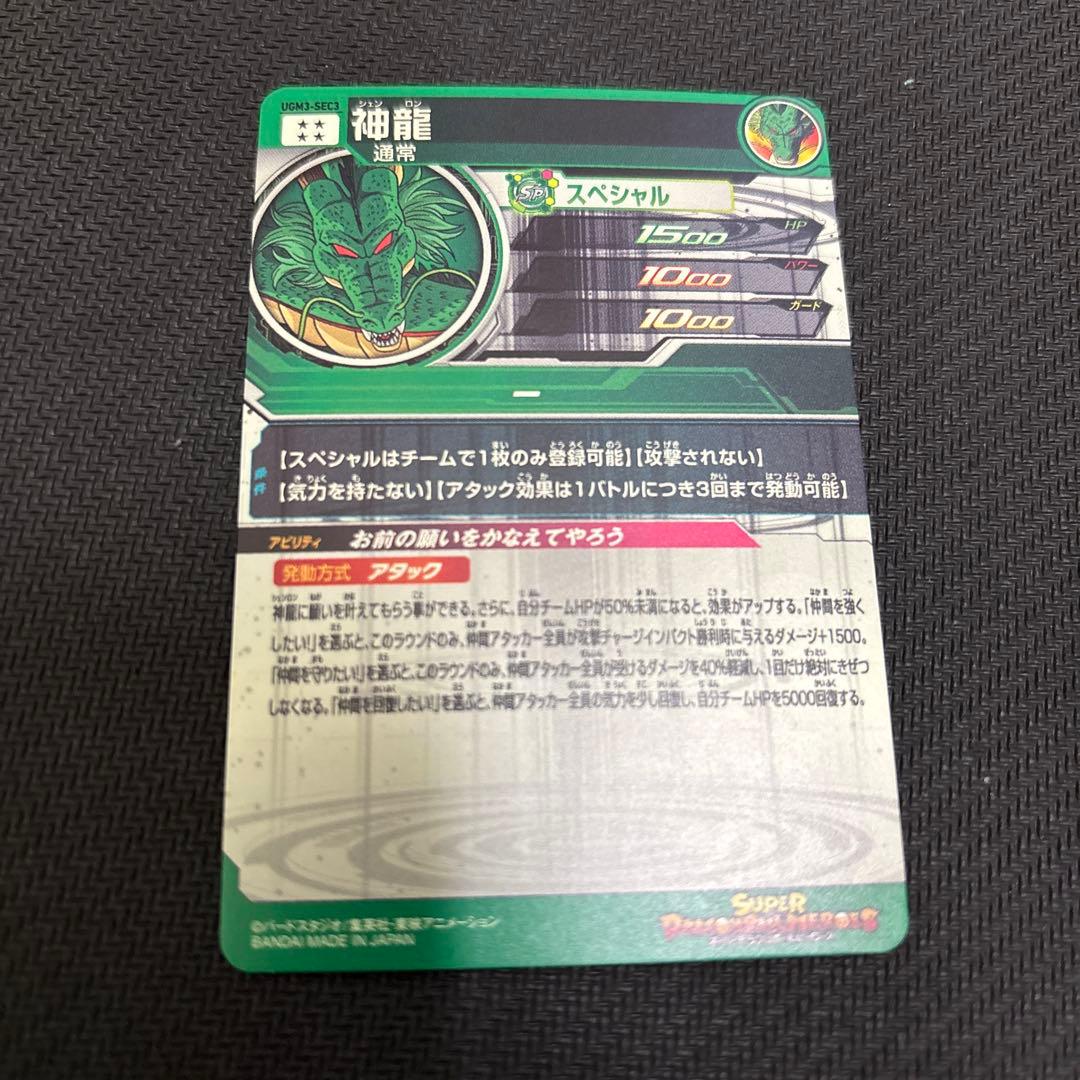 UGM3-SEC3
シェン ロン
神龍
通常
SP スペシャル
1500 HP
1000 パワー
1000 ガード
ー
条件
【スペシャルはチームで1枚のみ登録可能】【攻撃されない】
【気力を持たない】【アタック効果は1バトルにつき3回まで発動可能】
アビリティ お前の願いをかなえてやろう
発動方式 アタック
神龍に願いを叶えてもらう事ができる。さらに、自分チームHPが50%未満になると、効果がアップする。「仲間を強く
したい!」を選ぶと、このラウンドのみ、仲間アタッカー全員が攻撃チャージインパクト勝利時に与えるダメージ+1500。
「仲間を守りたい!」を選ぶと、このラウンドのみ、仲間アタッカー全員が受けるダメージを40%軽減し、1回だけ絶対にきぜつ
しなくなる。「仲間を回復したい!」を選ぶと、仲間アタッカー全員の気力を少し回復し、自分チームHPを5000回復する。
©バードスタジオ/集英社・東映アニメーション
BANDAI MADE IN JAPAN
SUPER
DRAGONBALL HEROES